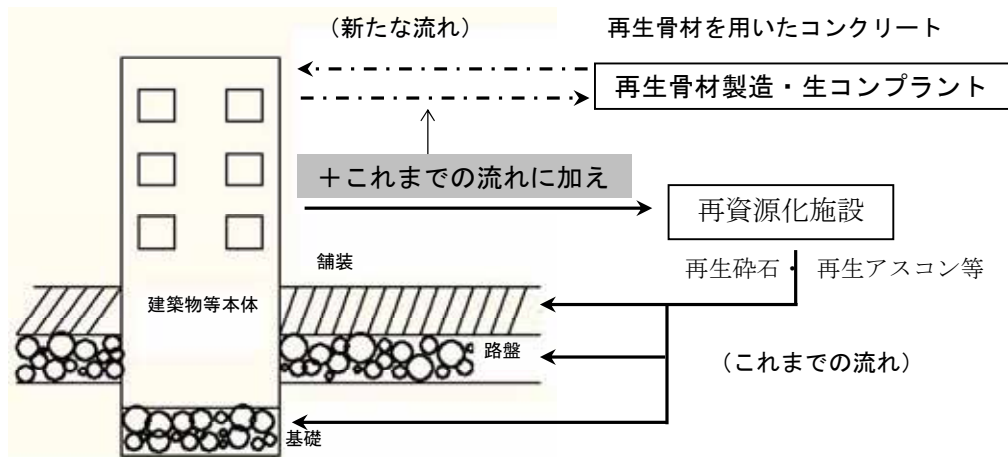 (新たな流れ)
再生骨材を用いたコンクリート
再生骨材製造・生コンプラント
+これまでの流れに加え
再資源化施設
再生砕石・再生アスコン等
舗装
建築物等本体
路盤
(これまでの流れ)
基礎